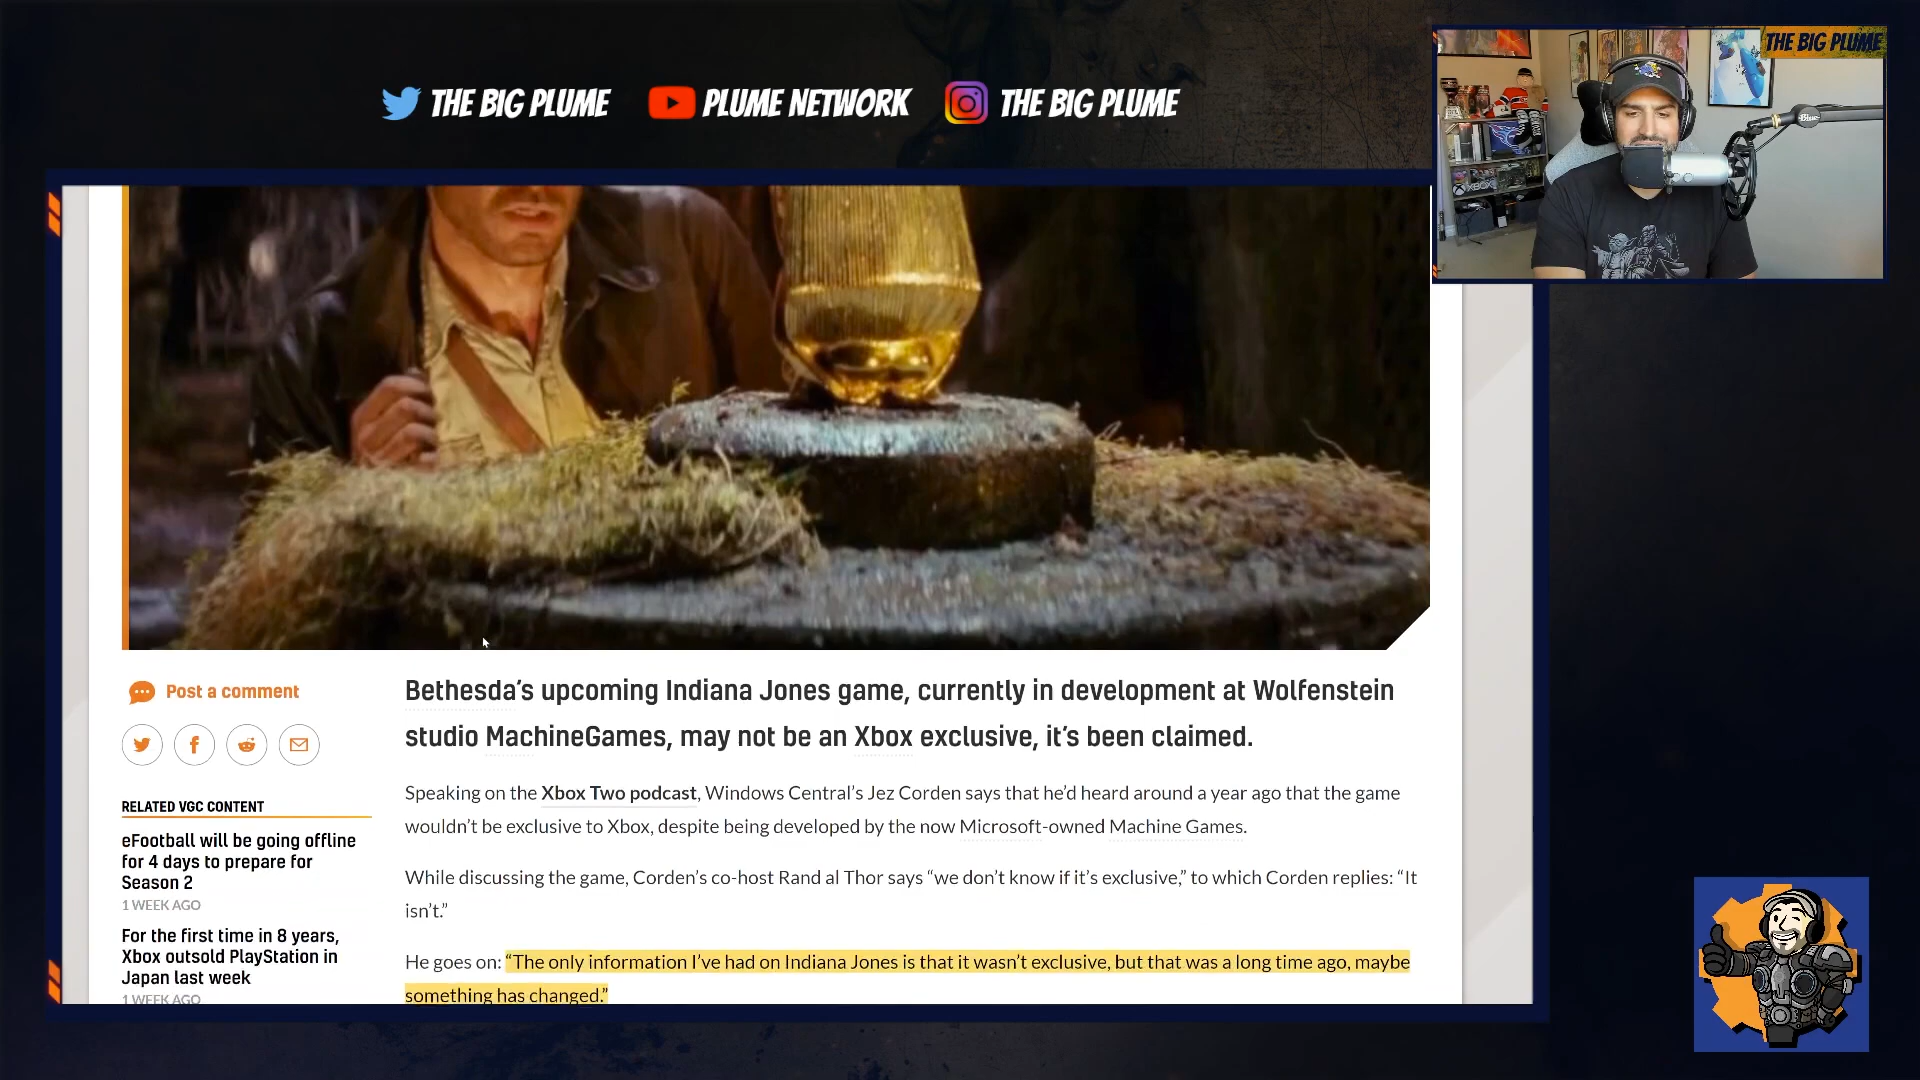 THE BIG PLUME
PLUME NETWORK
THE BIG PLUME
THE BIG PLUME
XBOX
Post a comment
RELATED VGC CONTENT
eFootball will be going offline
for 4 days to prepare for
Season 2
1 WEEK AGO
For the first time in 8 years,
Xbox outsold PlayStation in
Japan last week
1 WEEK AGO
Bethesda’s upcoming Indiana Jones game, currently in development at Wolfenstein
studio MachineGames, may not be an Xbox exclusive, it’s been claimed.
Speaking on the Xbox Two podcast, Windows Central’s Jez Corden says that he’d heard around a year ago that the game
wouldn’t be exclusive to Xbox, despite being developed by the now Microsoft-owned Machine Games.
While discussing the game, Corden’s co-host Rand al Thor says “we don’t know if it’s exclusive,” to which Corden replies: “It
isn’t.”
He goes on: “The only information I’ve had on Indiana Jones is that it wasn’t exclusive, but that was a long time ago, maybe
something has changed.”